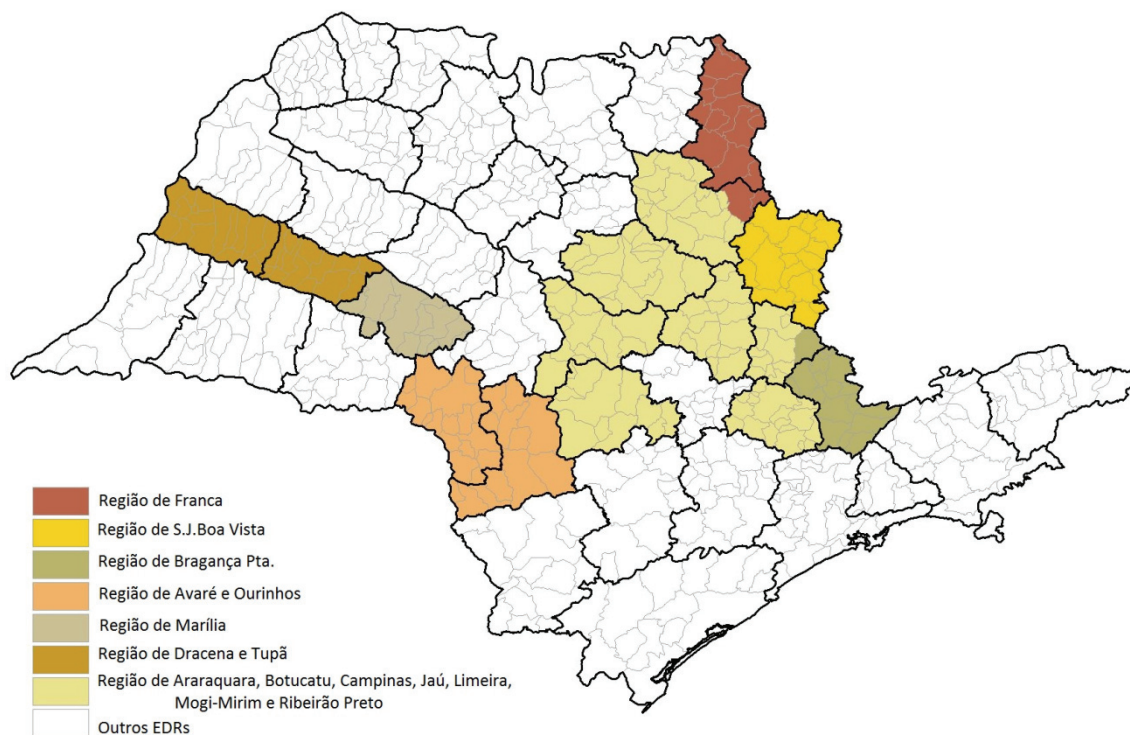 Região de Franca
Região de S.J.Boa Vista
Região de Bragança Pta.
Região de Avaré e Ourinhos
Região de Marília
Região de Dracena e Tupã
Região de Araraquara, Botucatu, Campinas, Jaú, Limeira,
Mogi-Mirim e Ribeirão Preto
Outros EDRs